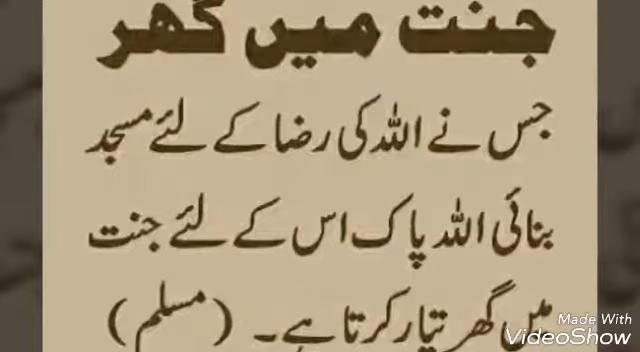 جنت میں گھر
جس نے اللہ کی رضا کے لئے مسجد
بنائی اللہ پاک اس کے لئے جنت
میں گھر تیار کرتا ہے۔ (مسلم)
Made With
VideoShow